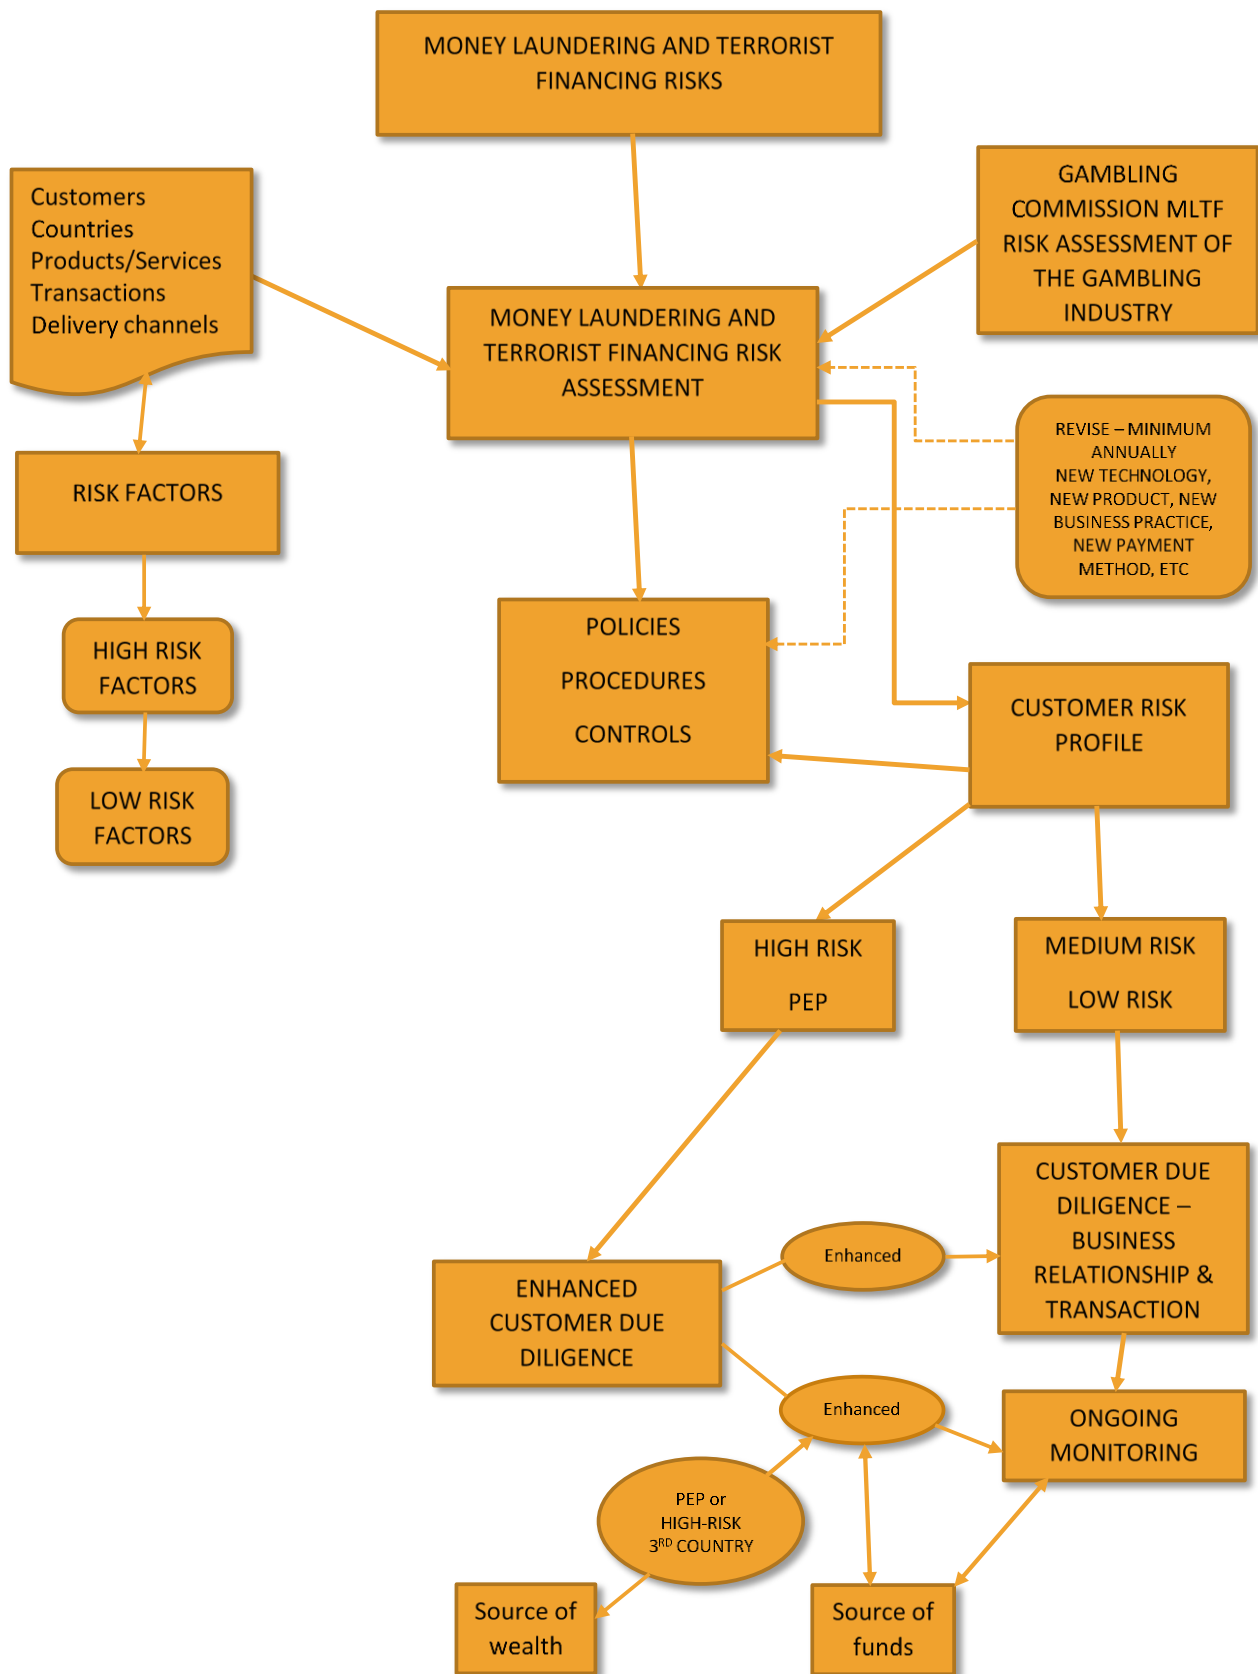 MONEY LAUNDERING AND TERRORIST
FINANCING RISKS
Customers
Countries
Products/Services
Transactions
Delivery channels
GAMBLING
COMMISSION MLTF
RISK ASSESSMENT OF
THE GAMBLING
INDUSTRY
MONEY LAUNDERING AND
TERRORIST FINANCING RISK
ASSESSMENT
REVISE – MINIMUM
ANNUALLY
NEW TECHNOLOGY,
NEW PRODUCT, NEW
BUSINESS PRACTICE,
NEW PAYMENT
METHOD, ETC
RISK FACTORS
HIGH RISK
FACTORS
LOW RISK
FACTORS
POLICIES
PROCEDURES
CONTROLS
CUSTOMER RISK
PROFILE
HIGH RISK
PEP
MEDIUM RISK
LOW RISK
CUSTOMER DUE
DILIGENCE –
BUSINESS
RELATIONSHIP &
TRANSACTION
Enhanced
ENHANCED
CUSTOMER DUE
DILIGENCE
Enhanced
ONGOING
MONITORING
PEP or
HIGH-RISK
3RD COUNTRY
Source of
wealth
Source of
funds